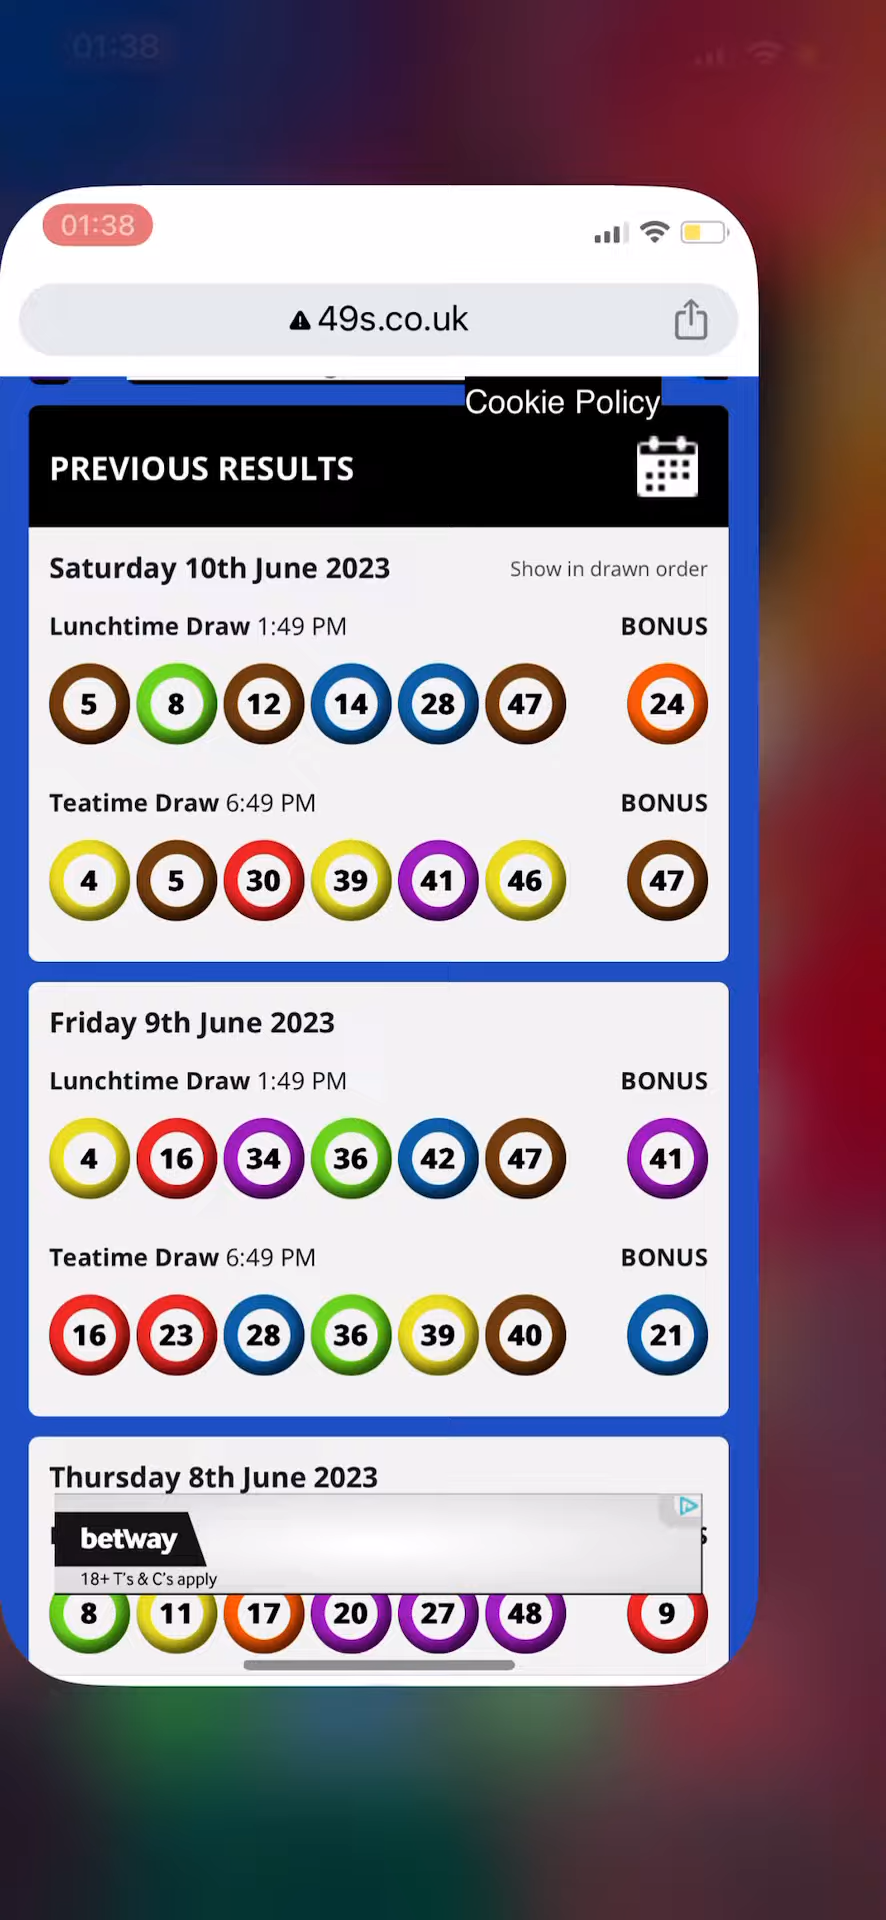 01:38
01:38
49s.co.uk
Cookie Policy
PREVIOUS RESULTS
Saturday 10th June 2023 Show in drawn order
Lunchtime Draw 1:49 PM BONUS
5 8 12 14 28 47 24
Teatime Draw 6:49 PM BONUS
4 5 30 39 41 46 47
Friday 9th June 2023
Lunchtime Draw 1:49 PM BONUS
4 16 34 36 42 47 41
Teatime Draw 6:49 PM BONUS
16 23 28 36 39 40 21
Thursday 8th June 2023
betway
18+ T's & C's apply
8 11 17 20 27 48 9